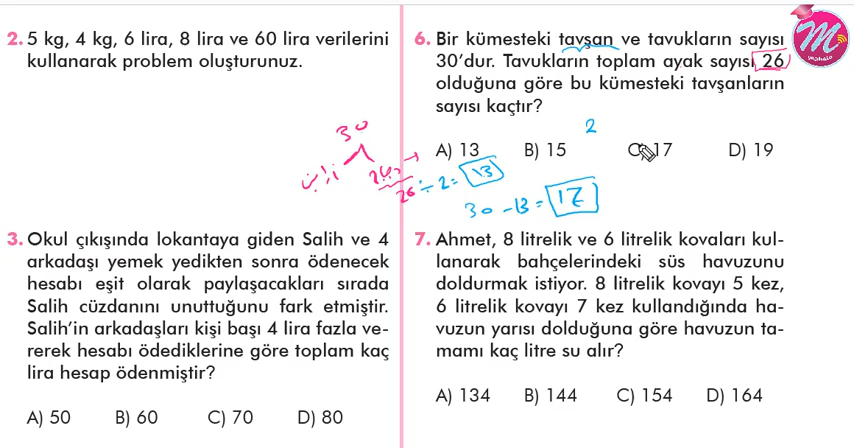 2. 5 kg, 4 kg, 6 lira, 8 lira ve 60 lira verilerini
kullanarak problem oluşturunuz.
3. Okul çıkışında lokantaya giden Salih ve 4
arkadaşı yemek yedikten sonra ödenecek
hesabı eşit olarak paylaşacakları sırada
Salih cüzdanını unuttuğunu fark etmiştir.
Salih’in arkadaşları kişi başı 4 lira fazla ve-
rerek hesabı ödediklerine göre toplam kaç
lira hesap ödenmiştir?
A) 50 B) 60 C) 70 D) 80
6. Bir kümesteki tavşan ve tavukların sayısı
30’dur. Tavukların toplam ayak sayısı 26
olduğuna göre bu kümesteki tavşanların
sayısı kaçtır?
2
A) 13 B) 15 C) 17 D) 19
30
26 ÷ 2 = 13
30 - 13 = 17
7. Ahmet, 8 litrelik ve 6 litrelik kovaları kul-
lanarak bahçelerindeki süs havuzunu
doldurmak istiyor. 8 litrelik kovayı 5 kez,
6 litrelik kovayı 7 kez kullandığında ha-
vuzun yarısı dolduğuna göre havuzun ta-
mamı kaç litre su alır?
A) 134 B) 144 C) 154 D) 164